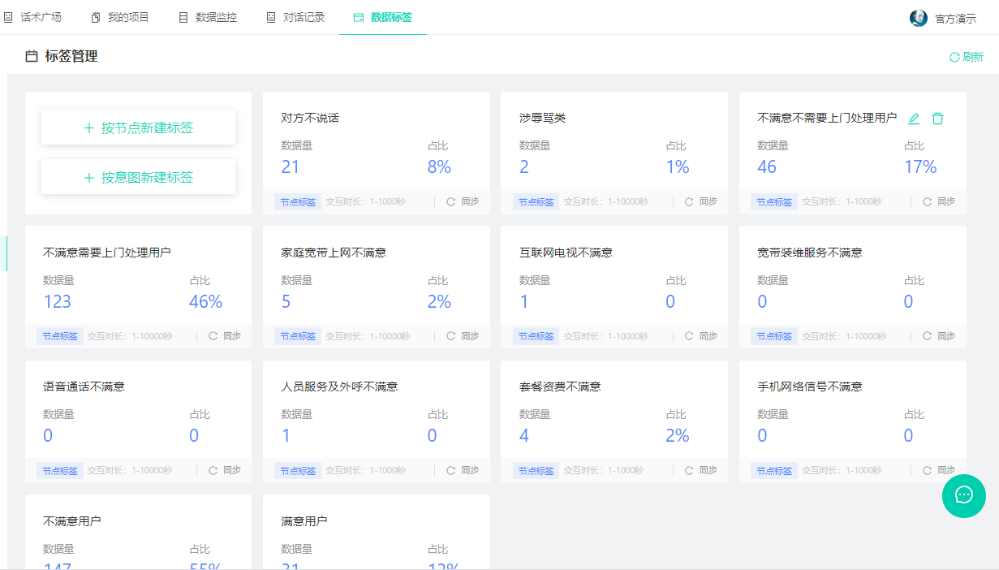 话术广场 我的项目 数据监控 对话记录 数据标签 官方演示
标签管理 刷新
+ 按节点新建标签
+ 按意图新建标签
对方不说话
数据量 占比
21 8%
节点标签 交互时长：1-1000秒 同步
涉辱骂类
数据量 占比
2 1%
节点标签 交互时长：1-10000秒 同步
不满意不需要上门处理用户
数据量 占比
46 17%
节点标签 交互时长：1-1000秒 同步
不满意需要上门处理用户
数据量 占比
123 46%
节点标签 交互时长：1-10000秒 同步
家庭宽带上网不满意
数据量 占比
5 2%
节点标签 交互时长：1-10000秒 同步
互联网电视不满意
数据量 占比
1 0
节点标签 交互时长：1-10000秒 同步
宽带装维服务不满意
数据量 占比
0 0
节点标签 交互时长：1-10000秒 同步
语音通话不满意
数据量 占比
0 0
节点标签 交互时长：1-10000秒 同步
人员服务及外呼不满意
数据量 占比
1 0
节点标签 交互时长：1-1000秒 同步
套餐资费不满意
数据量 占比
4 2%
节点标签 交互时长：1-1000秒 同步
手机网络信号不满意
数据量 占比
0 0
节点标签 交互时长：1-1000秒 同步
不满意用户
数据量 占比
147 55%
满意用户
数据量 占比
31 12%